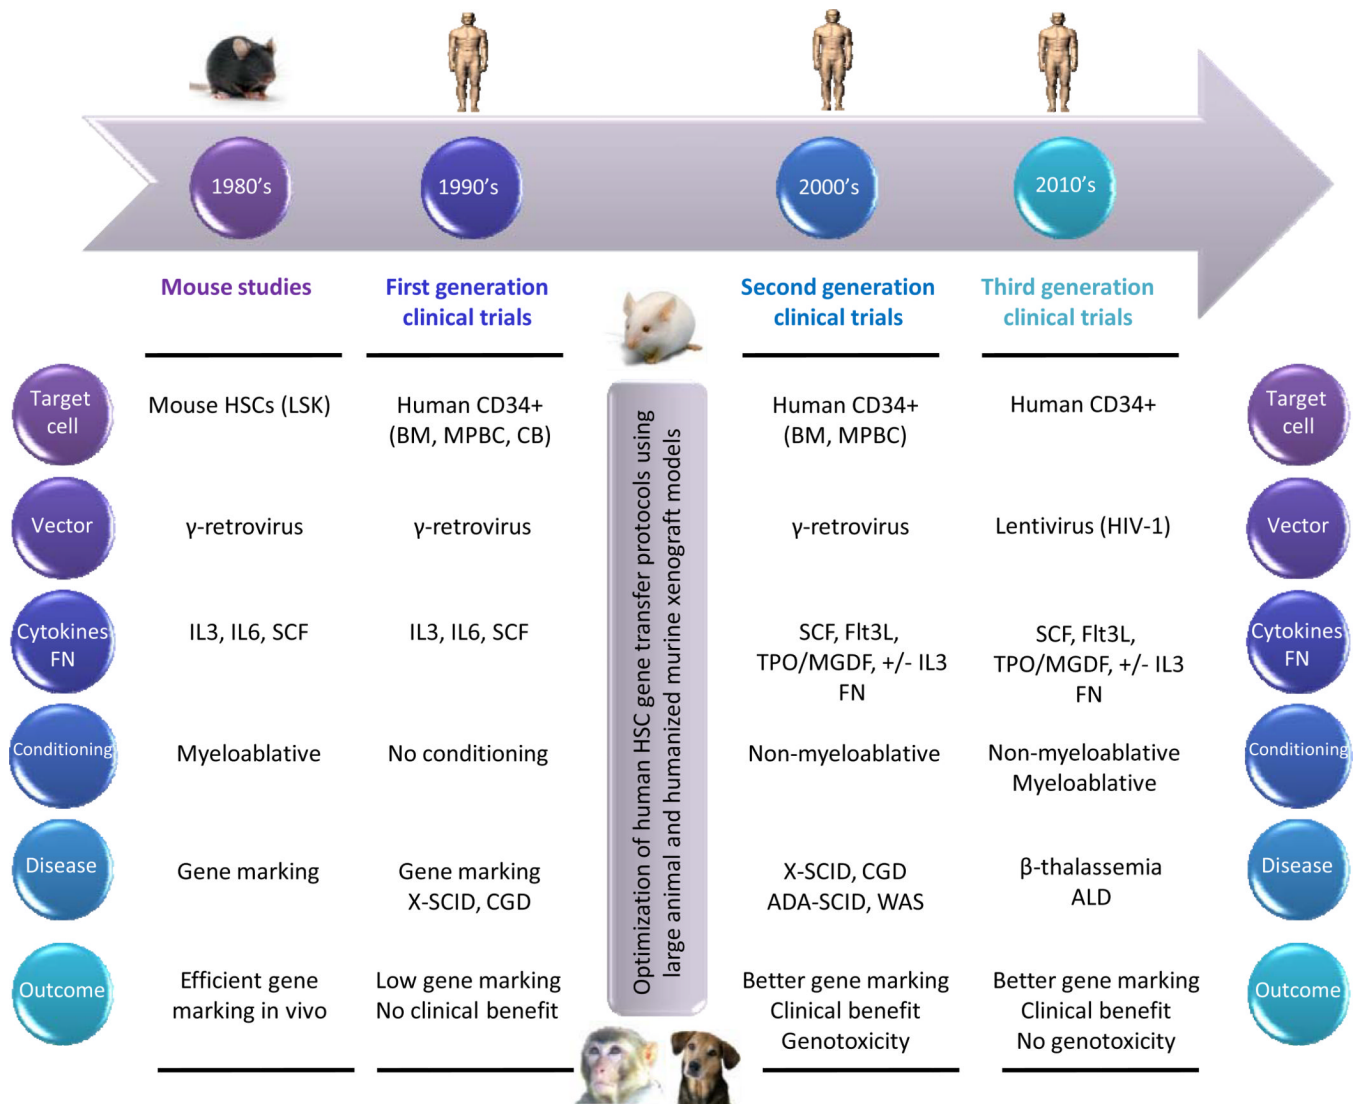 1980's
1990's
2000's
2010's
Mouse studies
First generation
clinical trials
Second generation
clinical trials
Third generation
clinical trials
Target
cell
Mouse HSCs (LSK)
Human CD34+
(BM, MPBC, CB)
Human CD34+
(BM, MPBC)
Human CD34+
Target
cell
Vector
γ-retrovirus
γ-retrovirus
γ-retrovirus
Lentivirus (HIV-1)
Vector
Cytokines
FN
IL3, IL6, SCF
IL3, IL6, SCF
SCF, Flt3L,
TPO/MGDF, +/- IL3
FN
SCF, Flt3L,
TPO/MGDF, +/- IL3
FN
Cytokines
FN
Conditioning
Myeloablative
No conditioning
Non-myeloablative
Non-myeloablative
Myeloablative
Conditioning
Disease
Gene marking
Gene marking
X-SCID, CGD
X-SCID, CGD
ADA-SCID, WAS
β-thalassemia
ALD
Disease
Outcome
Efficient gene
marking in vivo
Low gene marking
No clinical benefit
Better gene marking
Clinical benefit
Genotoxicity
Better gene marking
Clinical benefit
No genotoxicity
Outcome
Optimization of human HSC gene transfer protocols using
large animal and humanized murine xenograft models